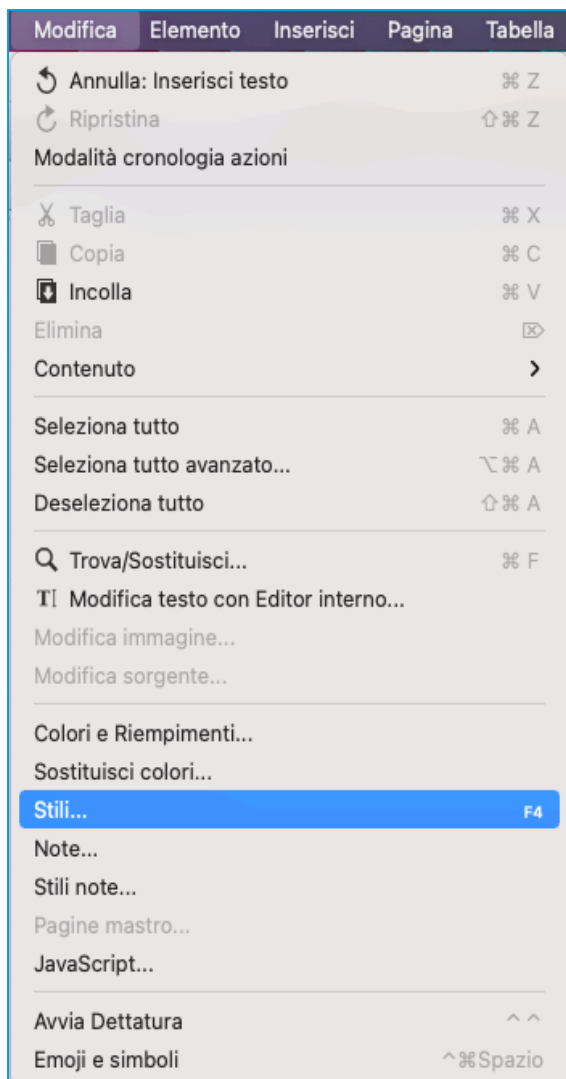 Modifica Elemento Inserisci Pagina Tabella
Annulla: Inserisci testo ⌘ Z
Ripristina ⇧⌘ Z
Modalità cronologia azioni
Taglia ⌘ X
Copia ⌘ C
Incolla ⌘ V
Elimina ⌦
Contenuto
Seleziona tutto ⌘ A
Seleziona tutto avanzato... ⌥⌘ A
Deseleziona tutto ⇧⌘ A
Trova/Sostituisci... ⌘ F
Modifica testo con Editor interno...
Modifica immagine...
Modifica sorgente...
Colori e Riempimenti...
Sostituisci colori...
Stili... F4
Note...
Stili note...
Pagine mastro...
JavaScript...
Avvia Dettatura ^ ^
Emoji e simboli ^⌘Spazio